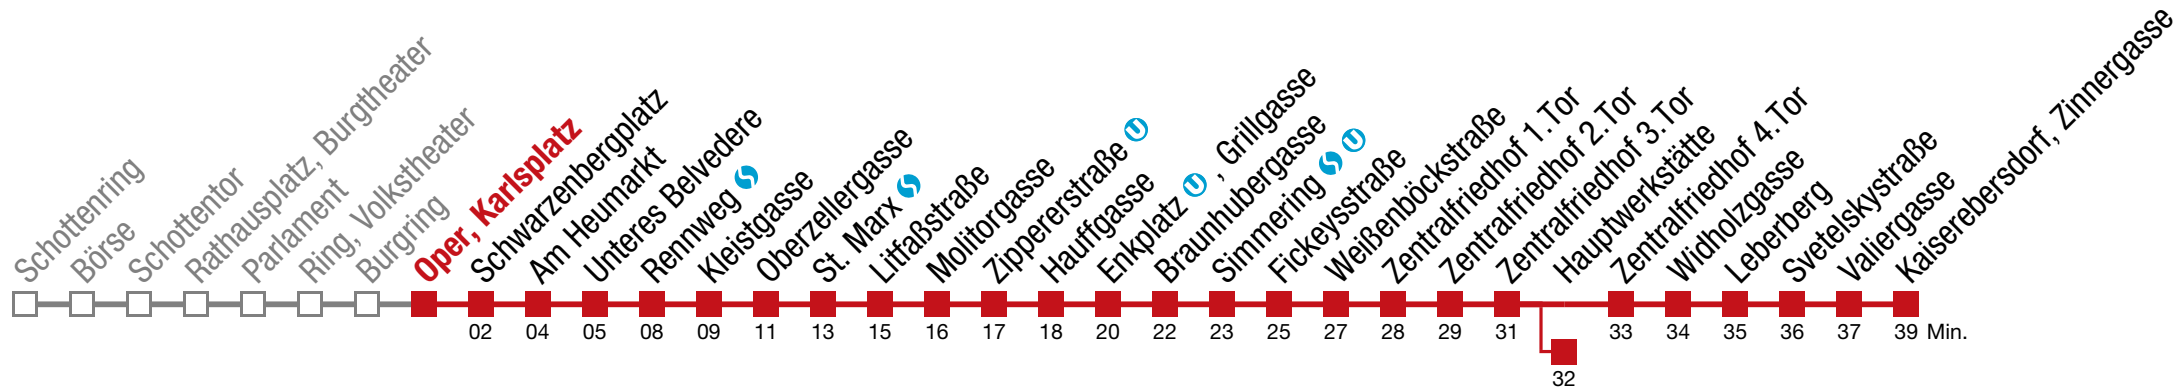 Schottenring
Börse
Schottentor
Rathausplatz, Burgtheater
Parlament
Ring, Volkstheater
Burgring
Oper, Karlsplatz
Schwarzenbergplatz
Am Heumarkt
Unteres Belvedere
Rennweg S
Kleistgasse
Oberzellergasse
St. Marx S
Litfaßstraße
Molitorgasse
Zippererstraße U
Hauffgasse
Enkplatz U , Grillgasse
Braunhubergasse
Simmering S U
Fickeysstraße
Weißenböckstraße
Zentralfriedhof 1.Tor
Zentralfriedhof 2.Tor
Zentralfriedhof 3.Tor
Hauptwerkstätte
Zentralfriedhof 4.Tor
Widholzgasse
Leberberg
Svetelskystraße
Valiergasse
Kaiserebersdorf, Zinnergasse
02 04 05 08 09 11 13 15 16 17 18 20 22 23 25 27 28 29 31 33 34 35 36 37 39 Min.
32